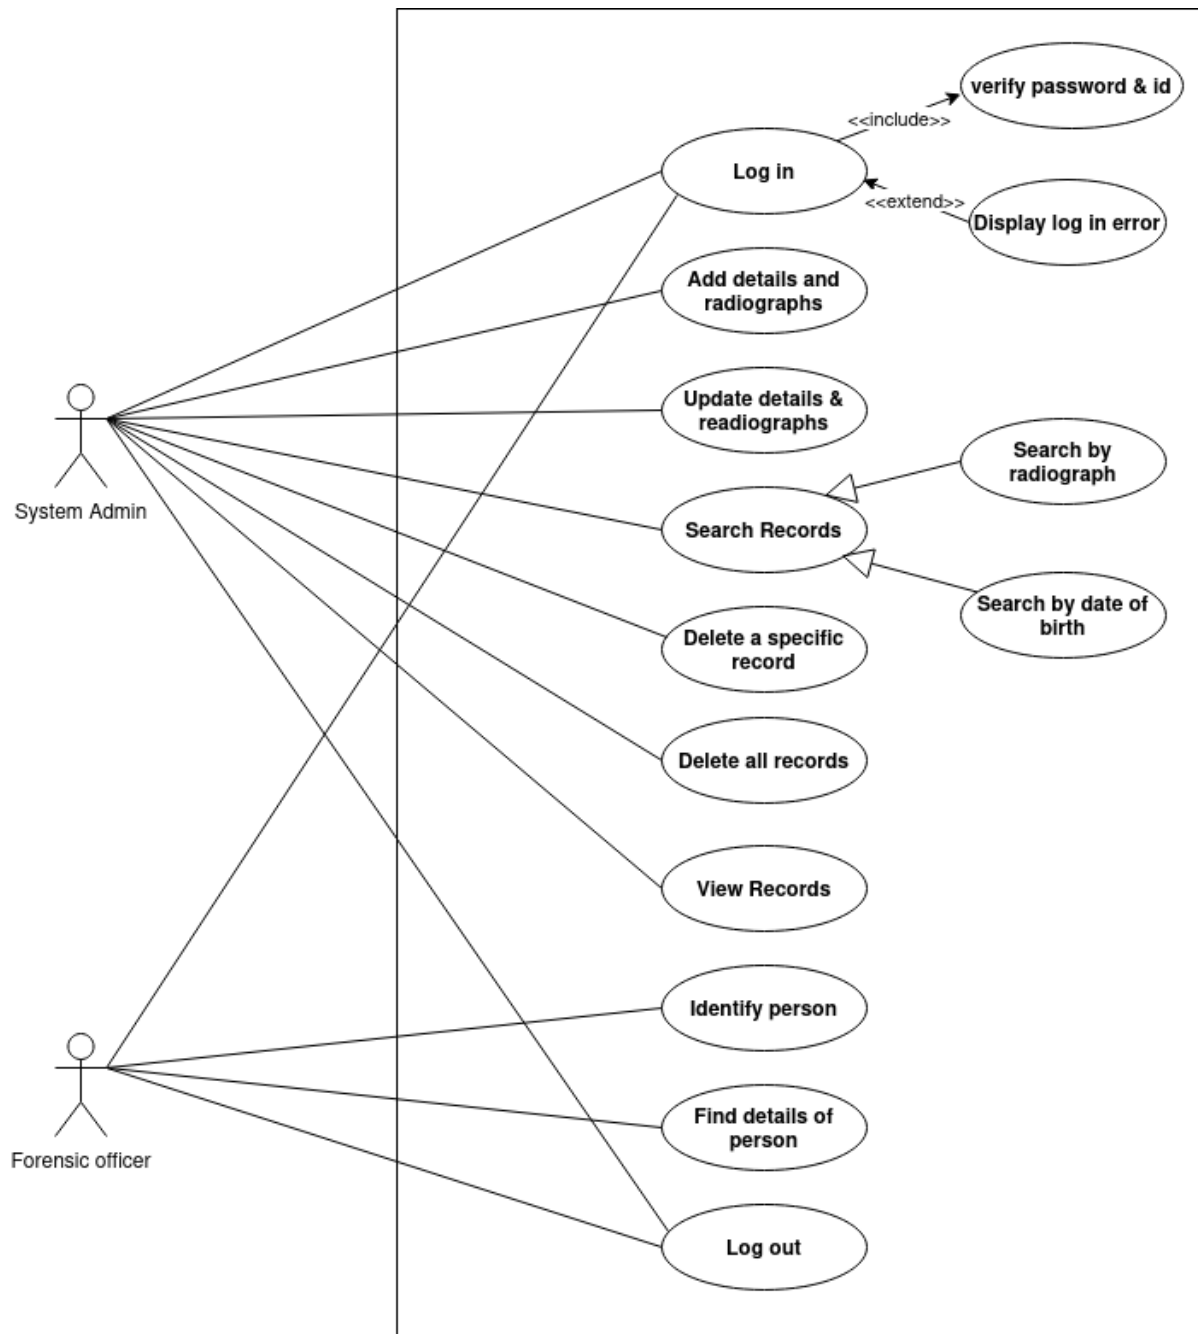 verify password & id
<<include>>
Log in
<<extend>>
Display log in error
Add details and
radiographs
Update details &
readiographs
Search by
radiograph
System Admin
Search Records
Search by date of
birth
Delete a specific
record
Delete all records
View Records
Identify person
Find details of
person
Forensic officer
Log out